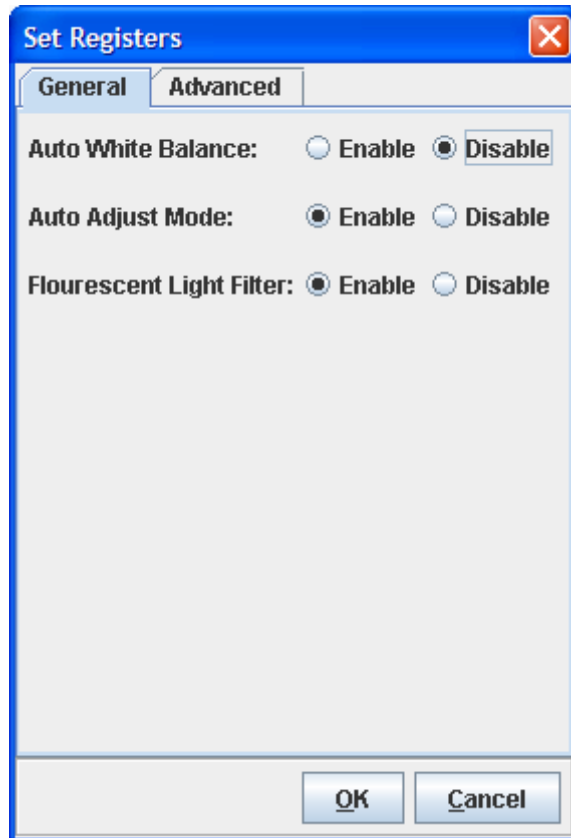 Set Registers
General Advanced
Auto White Balance: Enable Disable
Auto Adjust Mode: Enable Disable
Flourescent Light Filter: Enable Disable
OK Cancel